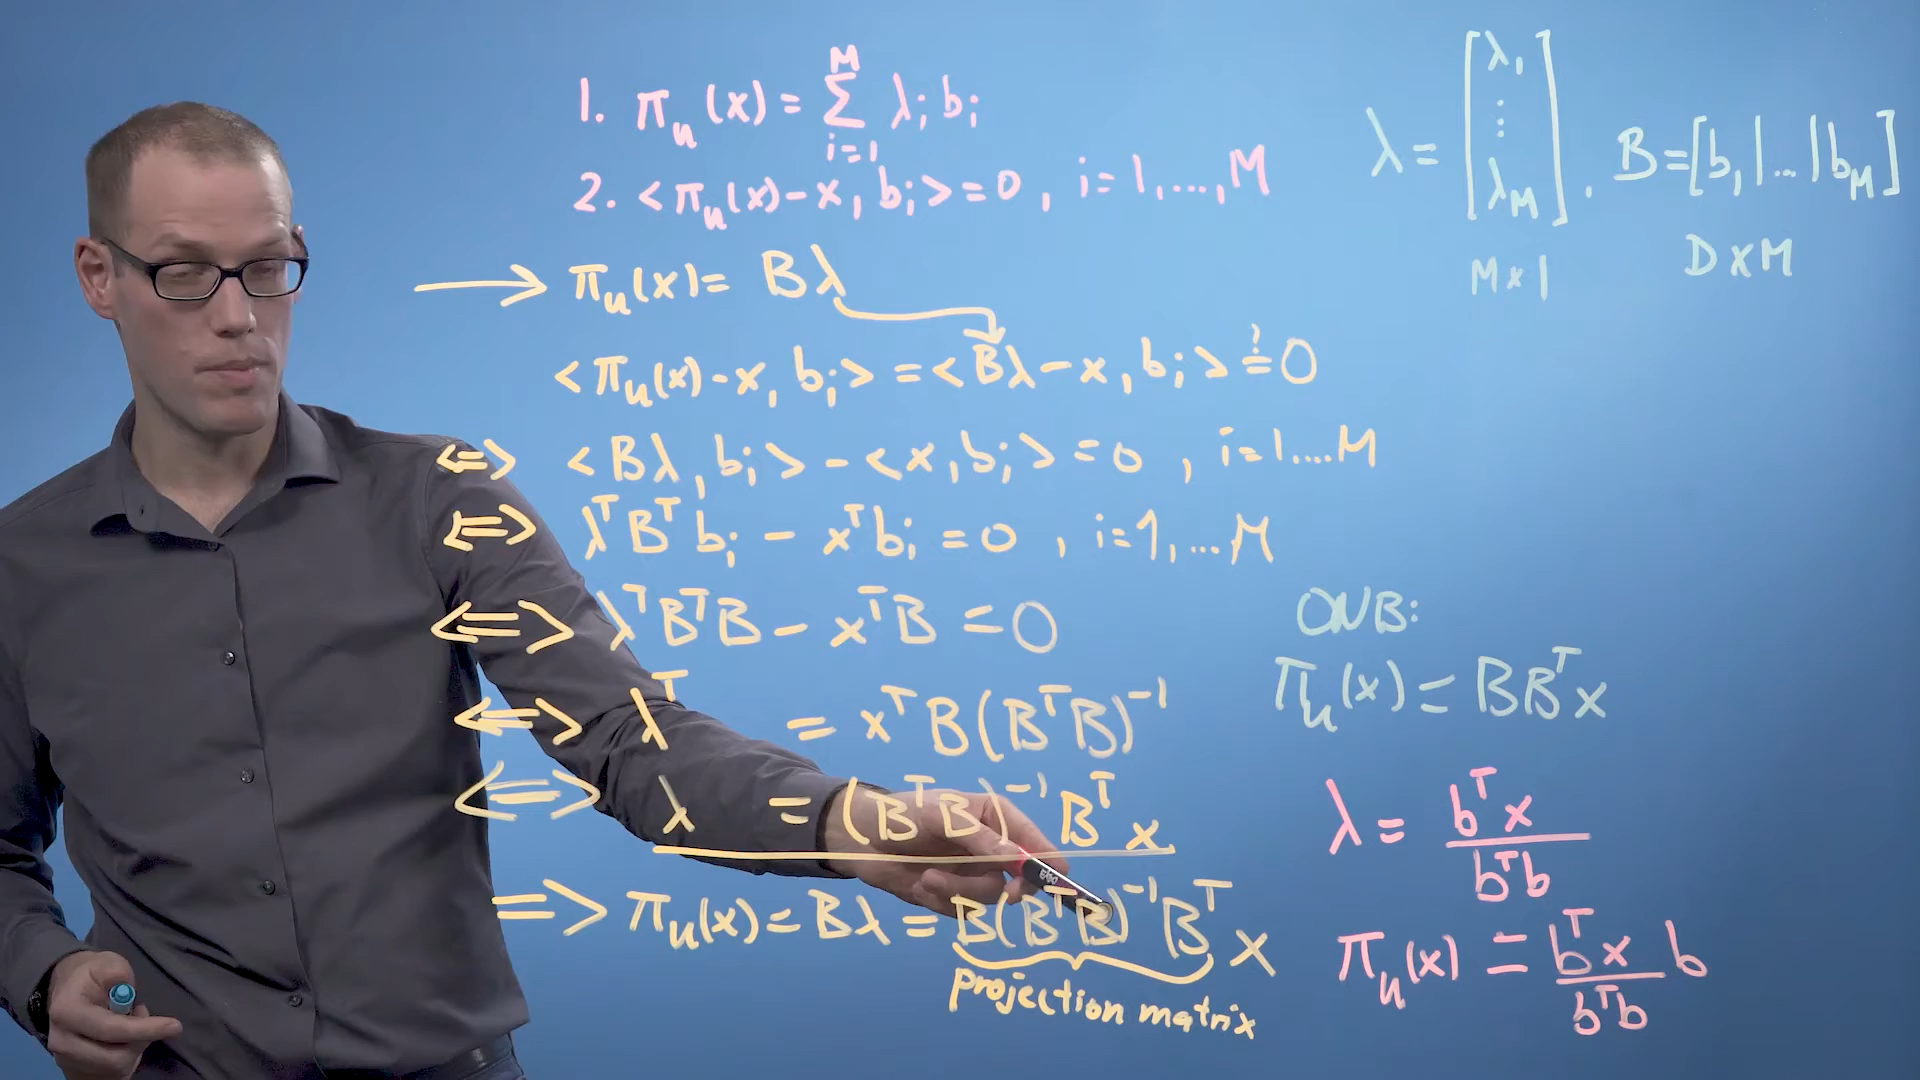 1. π_u(x) = Σ_{i=1}^{M} λ_i b_i
2. <π_u(x) - x, b_i> = 0, i = 1, ..., M
→ π_u(x) = Bλ
<π_u(x) - x, b_i> = <Bλ - x, b_i> ?= 0
<=> <Bλ, b_i> - <x, b_i> = 0, i = 1....M
<=> λ^T B^T b_i - x^T b_i = 0, i = 1, ... M
<=> λ^T B^T B - x^T B = 0
<=> λ^T = x^T B(B^T B)^{-1}
<=> λ = (B^T B)^{-1} B^T x
=> π_u(x) = Bλ = B(B^T B)^{-1} B^T x
projection matrix
λ = [λ_1 ⋮ λ_M], B = [b_1|...|b_M]
M×1 D×M
ONB:
π_u(x) = BB^T x
λ = b^T x / b^T b
π_u(x) = b^T x / b^T b b